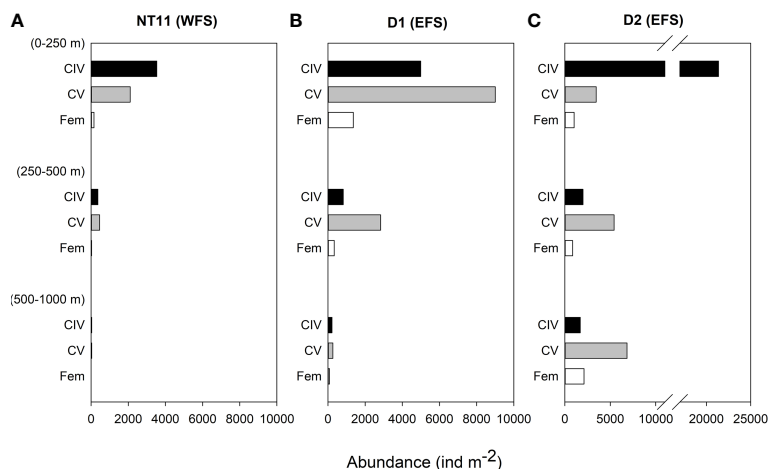 A NT11 (WFS)
(0-250 m)
CIV
CV
Fem
(250-500 m)
CIV
CV
Fem
(500-1000 m)
CIV
CV
Fem
0 2000 4000 6000 8000 10000
B D1 (EFS)
CIV
CV
Fem
CIV
CV
Fem
CIV
CV
Fem
0 2000 4000 6000 8000 10000
C D2 (EFS)
CIV
CV
Fem
CIV
CV
Fem
CIV
CV
Fem
0 5000 10000 20000 25000
Abundance (ind m-2)